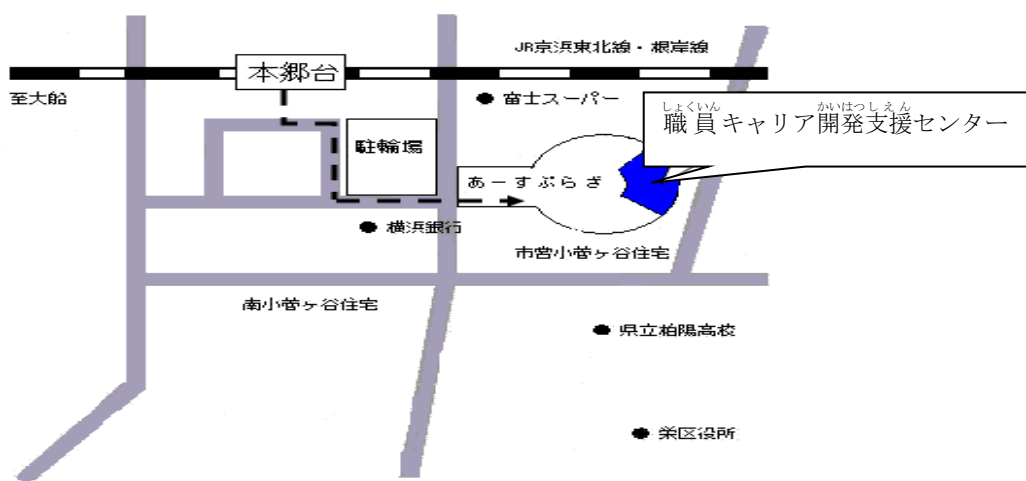 JR京浜東北線・根岸線
本郷台
至大船
富士スーパー
しょくいん かいはつしえん
職員キャリア開発支援センター
駐輪場
あーすぷらざ
横浜銀行
市営小菅ヶ谷住宅
南小菅ヶ谷住宅
県立柏陽高校
栄区役所